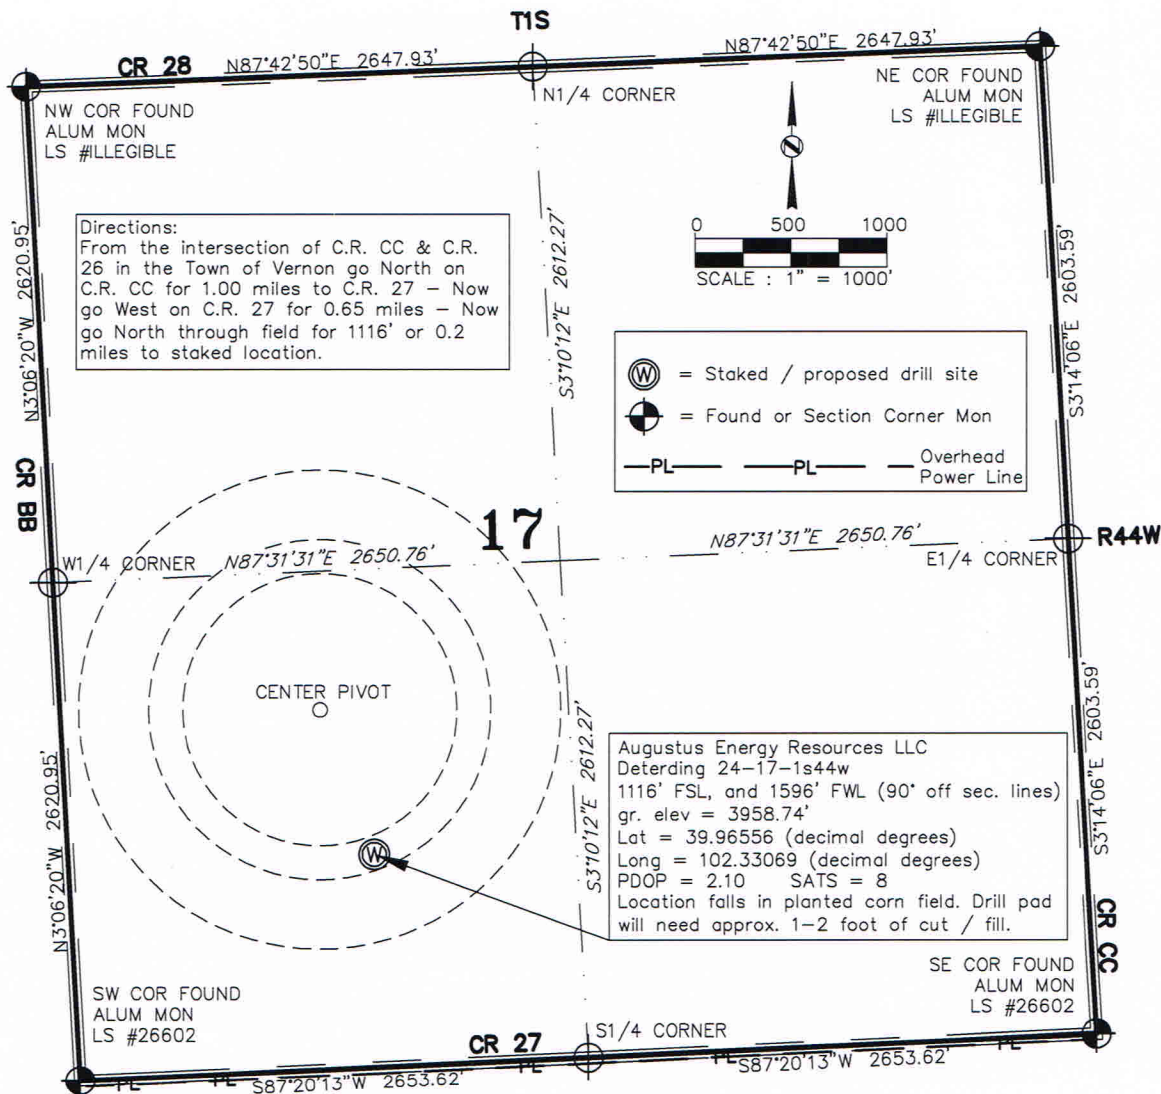 T1S
CR 28
N87°42'50"E 2647.93'
N87°42'50"E 2647.93'
NW COR FOUND
ALUM MON
LS #ILLEGIBLE
N1/4 CORNER
NE COR FOUND
ALUM MON
LS #ILLEGIBLE
N
0 500 1000
SCALE : 1" = 1000'
Directions:
From the intersection of C.R. CC & C.R.
26 in the Town of Vernon go North on
C.R. CC for 1.00 miles to C.R. 27 – Now
go West on C.R. 27 for 0.65 miles – Now
go North through field for 1116' or 0.2
miles to staked location.
N3°06'20"W 2620.95'
S3°10'12"E 2612.27'
S3°14'06"E 2603.59'
W = Staked / proposed drill site
= Found or Section Corner Mon
PL PL Overhead
Power Line
CR BB
17
W1/4 CORNER
N87°31'31"E 2650.76'
N87°31'31"E 2650.76'
E1/4 CORNER
R44W
CENTER PIVOT
W
N3°06'20"W 2620.95'
S3°10'12"E 2612.27'
S3°14'06"E 2603.59'
Augustus Energy Resources LLC
Deterding 24-17-1s44w
1116' FSL, and 1596' FWL (90° off sec. lines)
gr. elev = 3958.74'
Lat = 39.96556 (decimal degrees)
Long = 102.33069 (decimal degrees)
PDOP = 2.10 SATS = 8
Location falls in planted corn field. Drill pad
will need approx. 1-2 foot of cut / fill.
CR CC
SW COR FOUND
ALUM MON
LS #26602
SE COR FOUND
ALUM MON
LS #26602
CR 27
S1/4 CORNER
PL PL PL PL PL
S87°20'13"W 2653.62'
S87°20'13"W 2653.62'